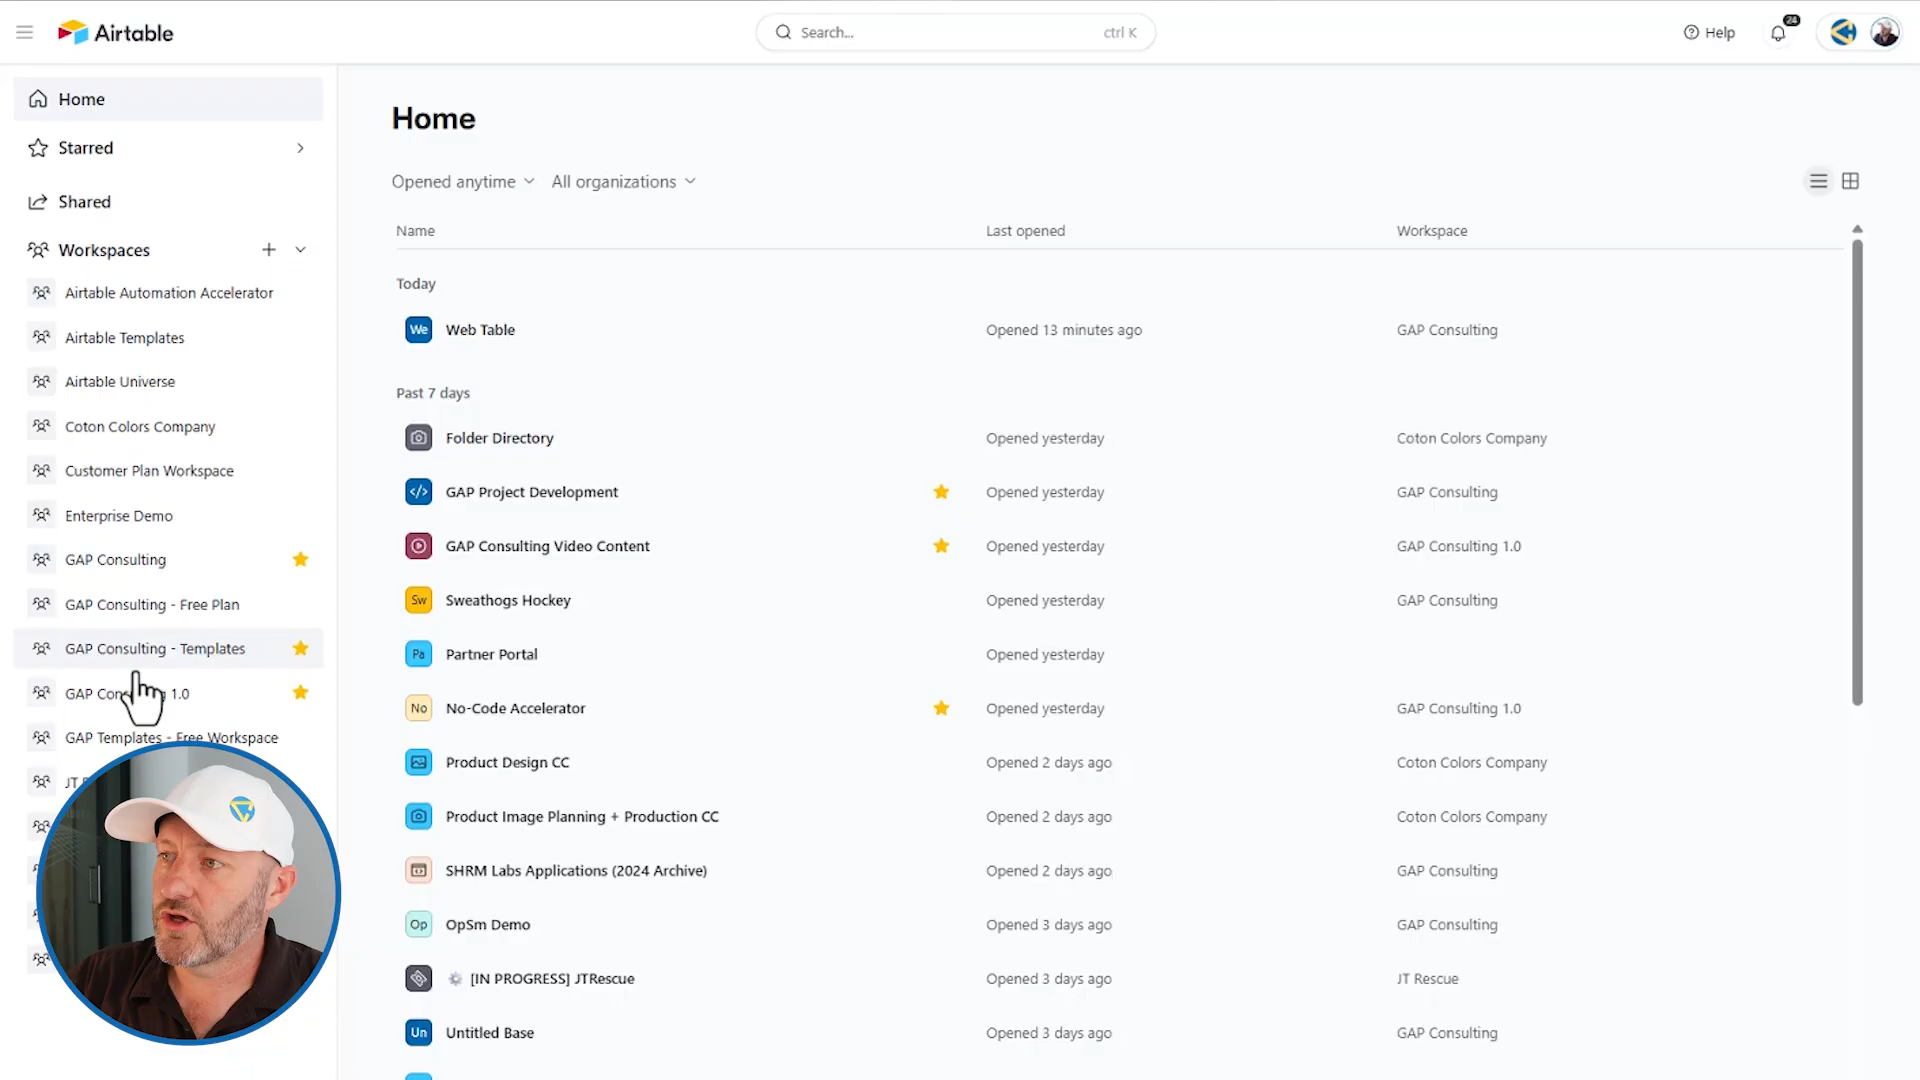 Airtable
Search...
ctrl K
Help
24
Home
Starred
Shared
Workspaces
Airtable Automation Accelerator
Airtable Templates
Airtable Universe
Coton Colors Company
Customer Plan Workspace
Enterprise Demo
GAP Consulting
GAP Consulting - Free Plan
GAP Consulting - Templates
GAP 1.0
GAP Templates - Free Workspace
JT
Home
Opened anytime
All organizations
Name Last opened Workspace
Today
We Web Table Opened 13 minutes ago GAP Consulting
Past 7 days
Folder Directory Opened yesterday Coton Colors Company
GAP Project Development Opened yesterday GAP Consulting
GAP Consulting Video Content Opened yesterday GAP Consulting 1.0
Sw Sweathogs Hockey Opened yesterday GAP Consulting
Pa Partner Portal Opened yesterday
No No-Code Accelerator Opened yesterday GAP Consulting 1.0
Product Design CC Opened 2 days ago Coton Colors Company
Product Image Planning + Production CC Opened 2 days ago Coton Colors Company
SHRM Labs Applications (2024 Archive) Opened 2 days ago GAP Consulting
Op OpSm Demo Opened 3 days ago GAP Consulting
[IN PROGRESS] JTRescue Opened 3 days ago JT Rescue
Un Untitled Base Opened 3 days ago GAP Consulting